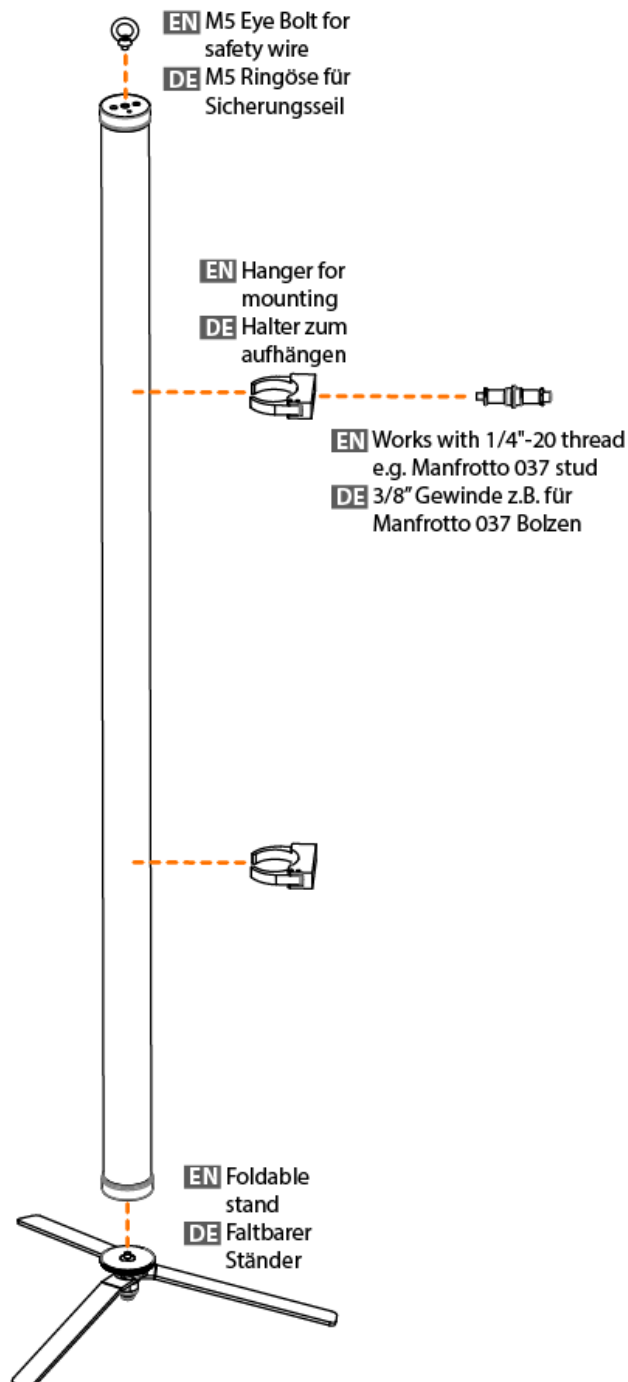 EN M5 Eye Bolt for
safety wire
DE M5 Ringöse für
Sicherungsseil
EN Hanger for
mounting
DE Halter zum
aufhängen
EN Works with 1/4"-20 thread
e.g. Manfrotto 037 stud
DE 3/8" Gewinde z.B. für
Manfrotto 037 Bolzen
EN Foldable
stand
DE Faltbarer
Ständer